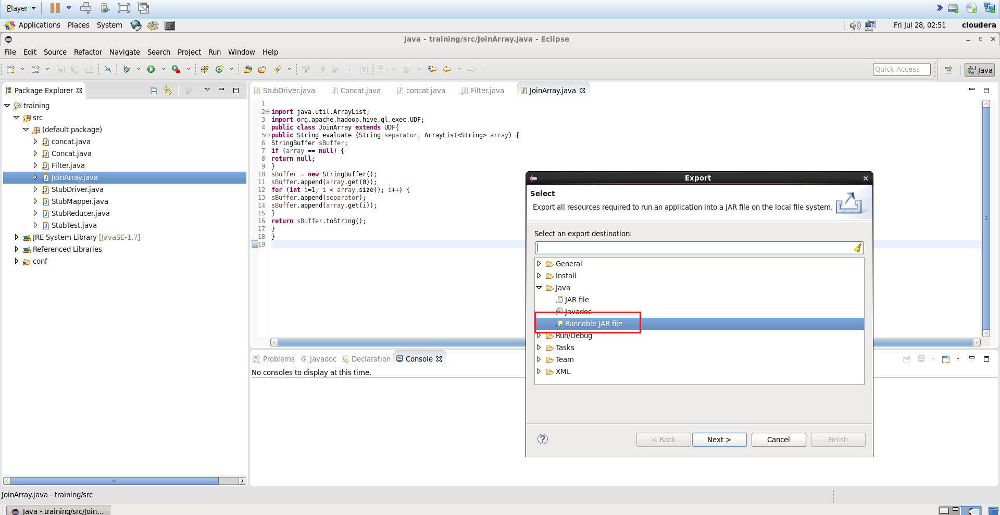 Player
Applications Places System Fri Jul 28, 02:51 cloudera
Java - training/src/JoinArray.java - Eclipse
File Edit Source Refactor Navigate Search Project Run Window Help
Quick Access Java
Package Explorer
training
src
(default package)
concat.java
Concat.java
Filter.java
JoinArray.java
StubDriver.java
StubMapper.java
StubReducer.java
StubTest.java
JRE System Library [JavaSE-1.7]
Referenced Libraries
conf
StubDriver.java Concat.java concat.java Filter.java JoinArray.java
1
2 import java.util.ArrayList;
3 import org.apache.hadoop.hive.ql.exec.UDF;
4 public class JoinArray extends UDF{
5 public String evaluate (String separator, ArrayList<String> array) {
6 StringBuffer sBuffer;
7 if (array == null) {
8 return null;
9 }
10 sBuffer = new StringBuffer();
11 sBuffer.append(array.get(0));
12 for (int i=1; i < array.size(); i++) {
13 sBuffer.append(separator);
14 sBuffer.append(array.get(i));
15 }
16 return sBuffer.toString();
17 }
18 }
19
Problems @ Javadoc Declaration Console
No consoles to display at this time.
Export
Select
Export all resources required to run an application into a JAR file on the local file system.
Select an export destination:
General
Install
Java
JAR file
Javadoc
Runnable JAR file
Run/Debug
Tasks
Team
XML
? < Back Next > Cancel Finish
JoinArray.java - training/src
Java - training/src/Join...